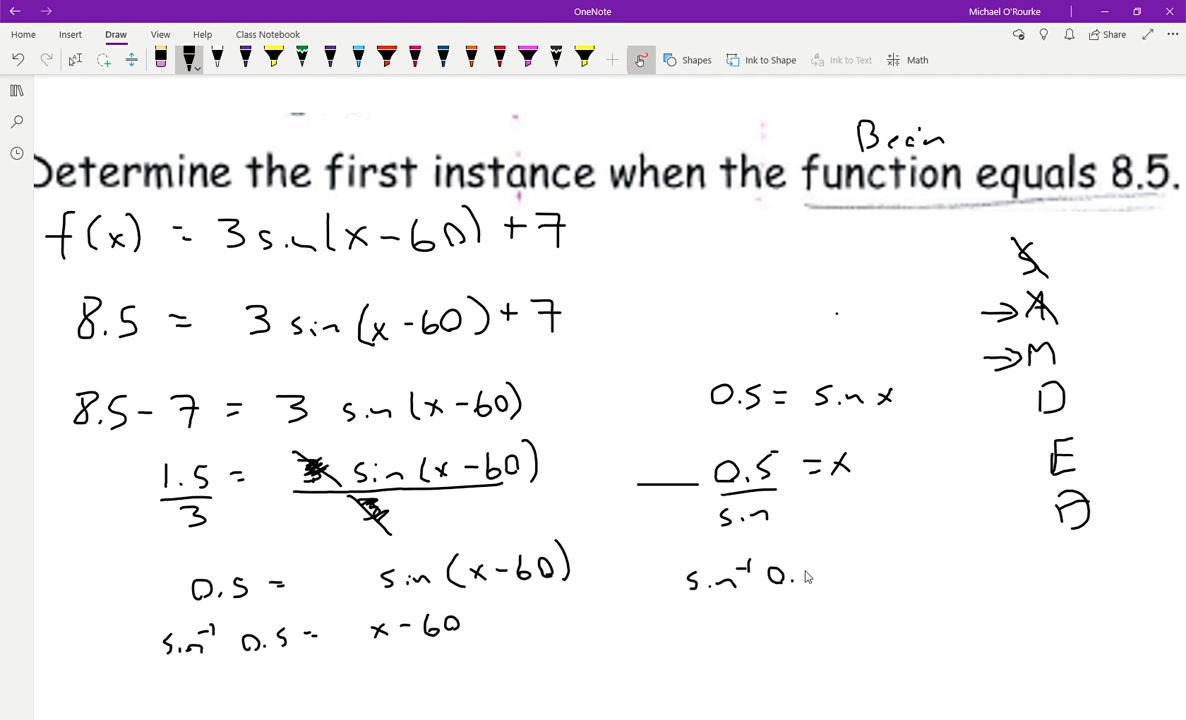 OneNote
Michael O'Rourke
Home Insert Draw View Help Class Notebook
Share
Shapes Ink to Shape Ink to Text Math
Determine the first instance when the function equals 8.5.
f(x) = 3 sin(x-60) + 7
8.5 = 3 sin (x-60) + 7
8.5 - 7 = 3 sin (x-60)
1.5/3 = 3 sin (x-60)/3
0.5 = sin (x-60)
sin⁻¹ 0.5 = x - 60
0.5 = sin x
0.5/sin = x
sin⁻¹ 0.
S
→ A
→ M
D
E